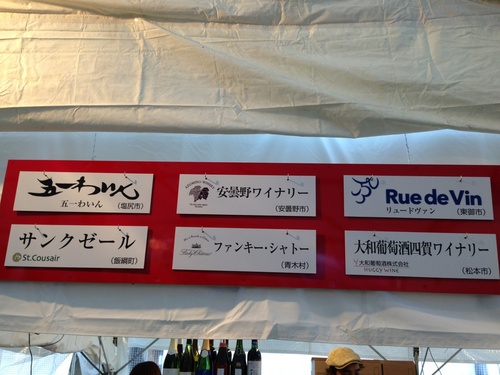 五一わいん
五一わいん (塩尻市)
安曇野ワイナリー
(安曇野市)
Rue de Vin
リュードヴァン (東御市)
サンクゼール
St.Cousair (飯綱町)
ファンキー・シャトー
(青木村)
大和葡萄酒四賀ワイナリー
大和葡萄酒株式会社
HUGGY WINE (松本市)